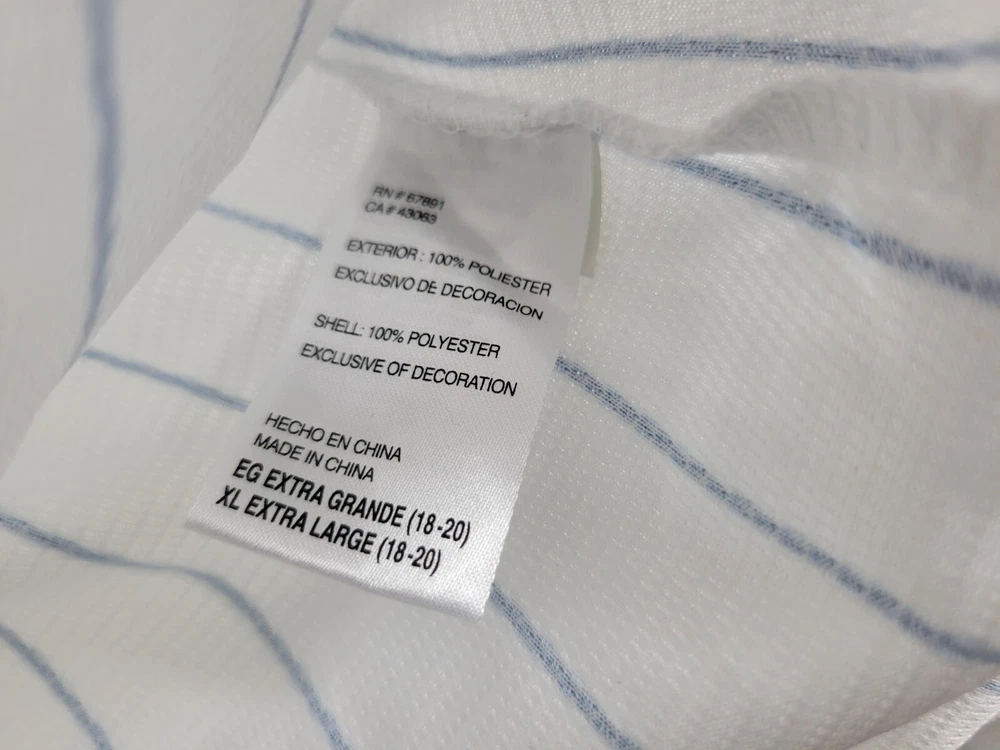 RN # 67891
CA # 43063
EXTERIOR : 100% POLIESTER
EXCLUSIVO DE DECORACION
SHELL: 100% POLYESTER
EXCLUSIVE OF DECORATION
HECHO EN CHINA
MADE IN CHINA
EG EXTRA GRANDE (18-20)
XL EXTRA LARGE (18-20)